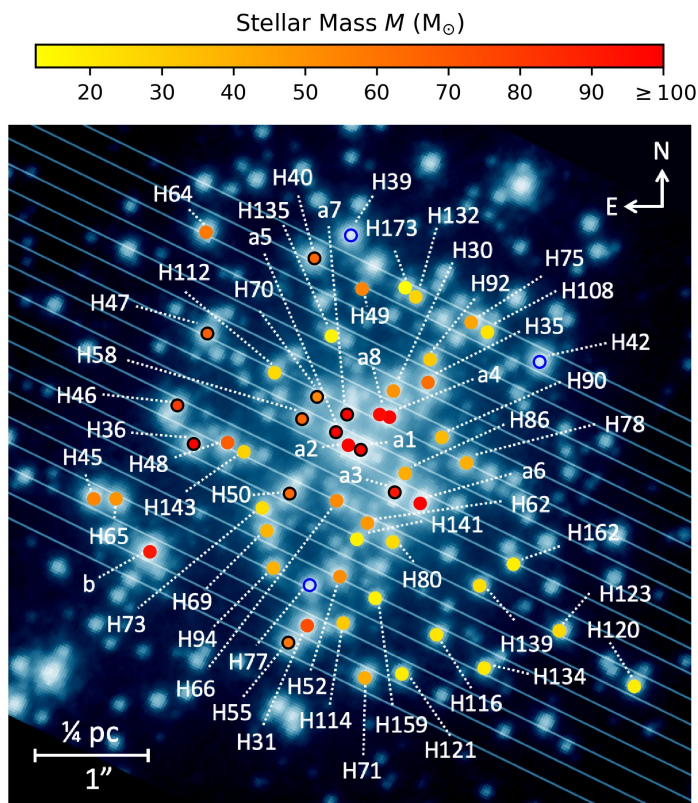 Stellar Mass M (M☉)
20 30 40 50 60 70 80 90 ≥ 100
N
E
H40
H39
H64
H135
a7
H173
H132
a5
H30
H75
H112
H70
H92
H108
H47
H49
H35
H42
H58
a8
a4
H90
H46
H86
H78
H36
a2
a1
H45
H48
a3
a6
H143
H50
H62
H65
H141
H162
b
H80
H73
H69
H123
H94
H139
H120
H77
H134
H66
H52
H116
H55
H114
H159
H31
H121
H71
¼ pc
1”